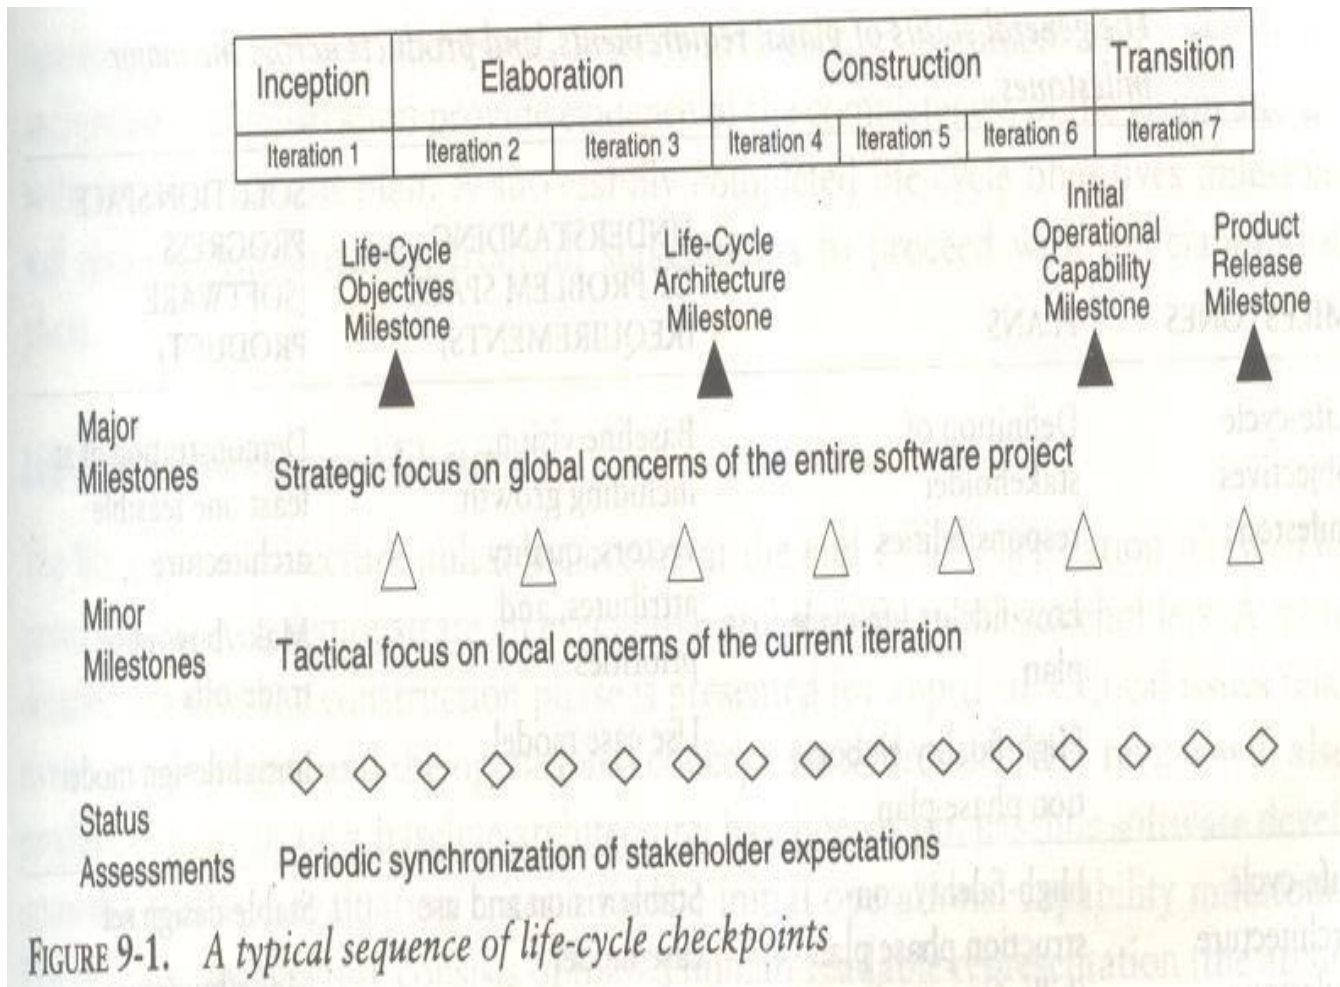 Inception Elaboration Construction Transition
Iteration 1 Iteration 2 Iteration 3 Iteration 4 Iteration 5 Iteration 6 Iteration 7
Life-Cycle
Objectives
Milestone
Life-Cycle
Architecture
Milestone
Initial
Operational
Capability
Milestone
Product
Release
Milestone
Major
Milestones Strategic focus on global concerns of the entire software project
Minor
Milestones Tactical focus on local concerns of the current iteration
Status
Assessments Periodic synchronization of stakeholder expectations
FIGURE 9-1. A typical sequence of life-cycle checkpoints